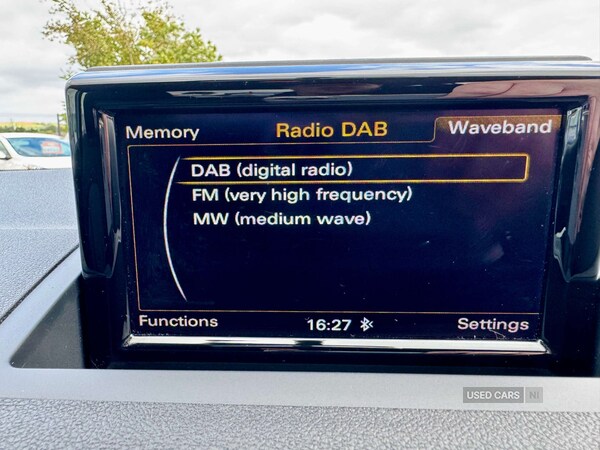 Memory
Radio DAB
Waveband
DAB (digital radio)
FM (very high frequency)
MW (medium wave)
Functions
16:27
Settings
USED CARS NI